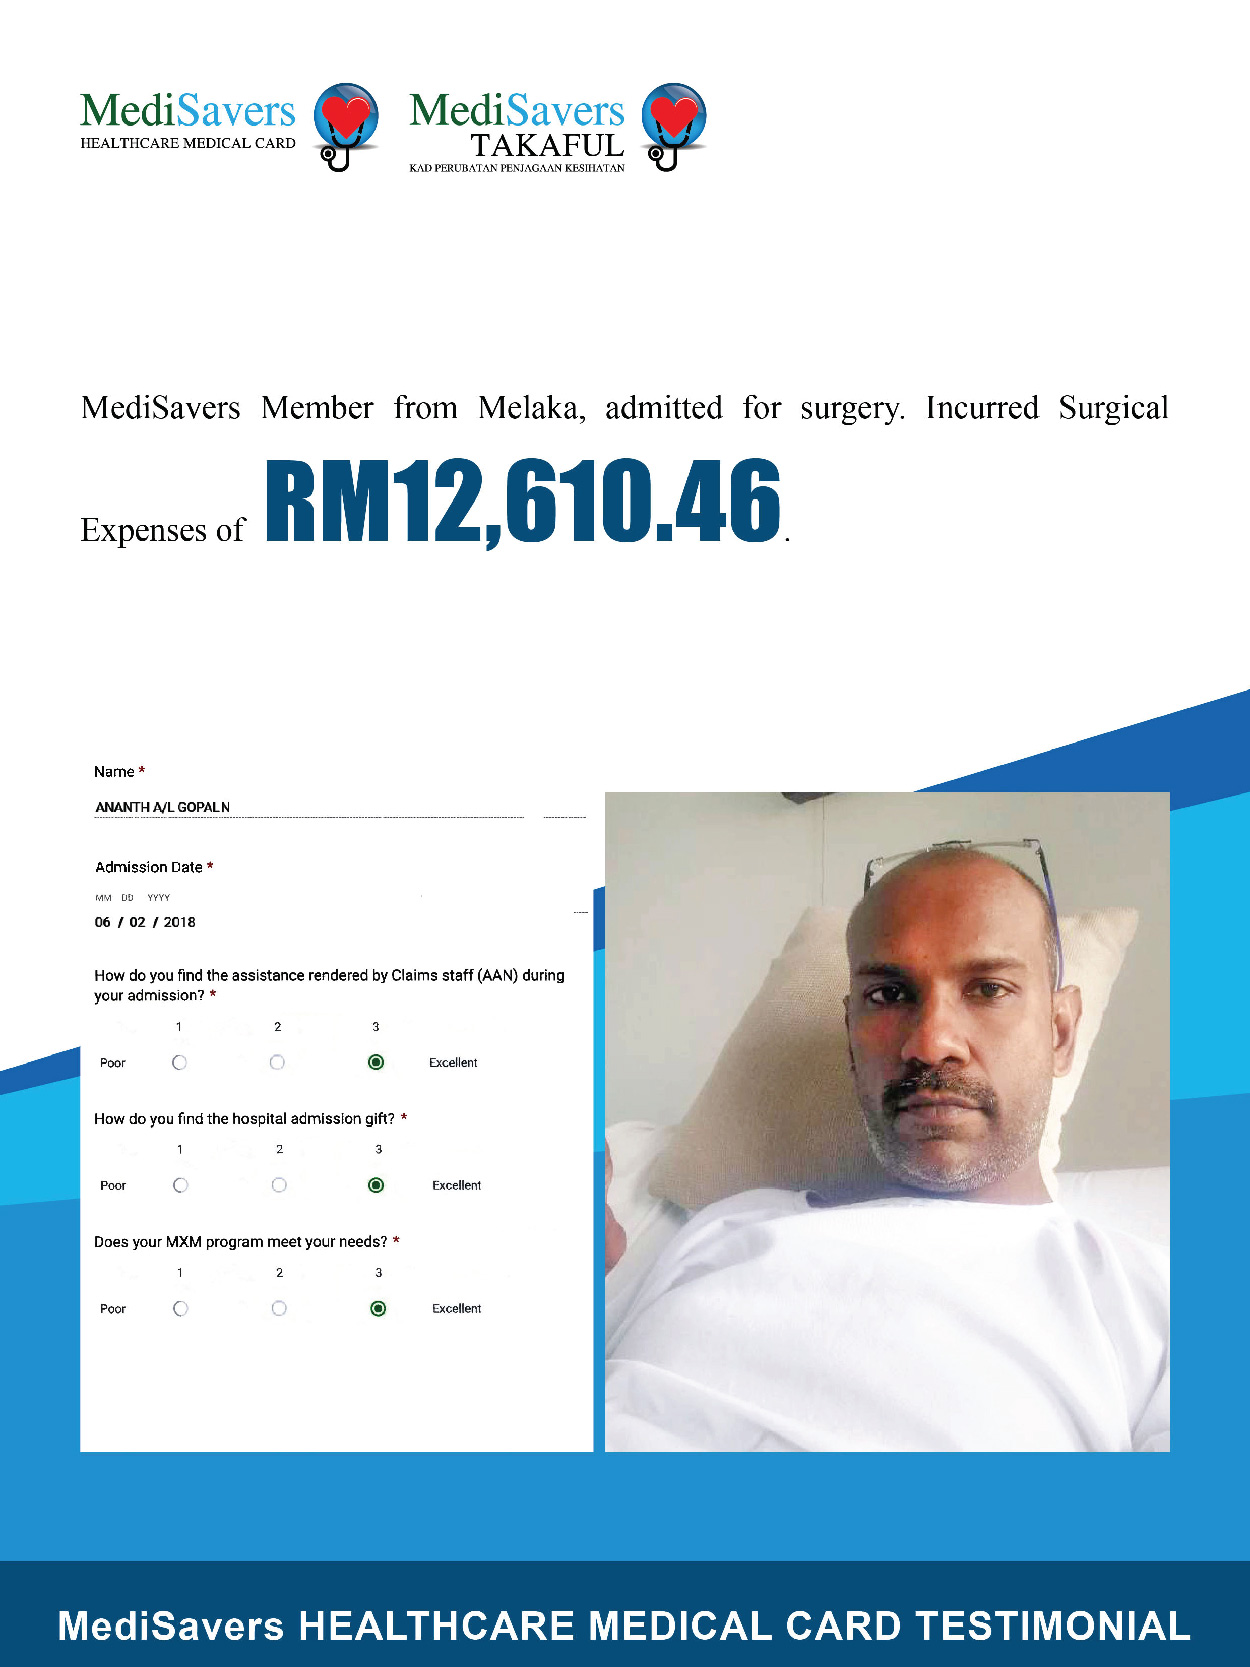 MediSavers
HEALTHCARE MEDICAL CARD
MediSavers
TAKAFUL
KAD PERUBATAN PENJAGAAN KESIHATAN
MediSavers Member from Melaka, admitted for surgery. Incurred Surgical
Expenses of RM12,610.46.
Name *
ANANTH A/L GOPALN
Admission Date *
MM DD YYYY
06 / 02 / 2018
How do you find the assistance rendered by Claims staff (AAN) during
your admission? *
1 2 3
Poor Excellent
How do you find the hospital admission gift? *
1 2 3
Poor Excellent
Does your MXM program meet your needs? *
1 2 3
Poor Excellent
MediSavers HEALTHCARE MEDICAL CARD TESTIMONIAL